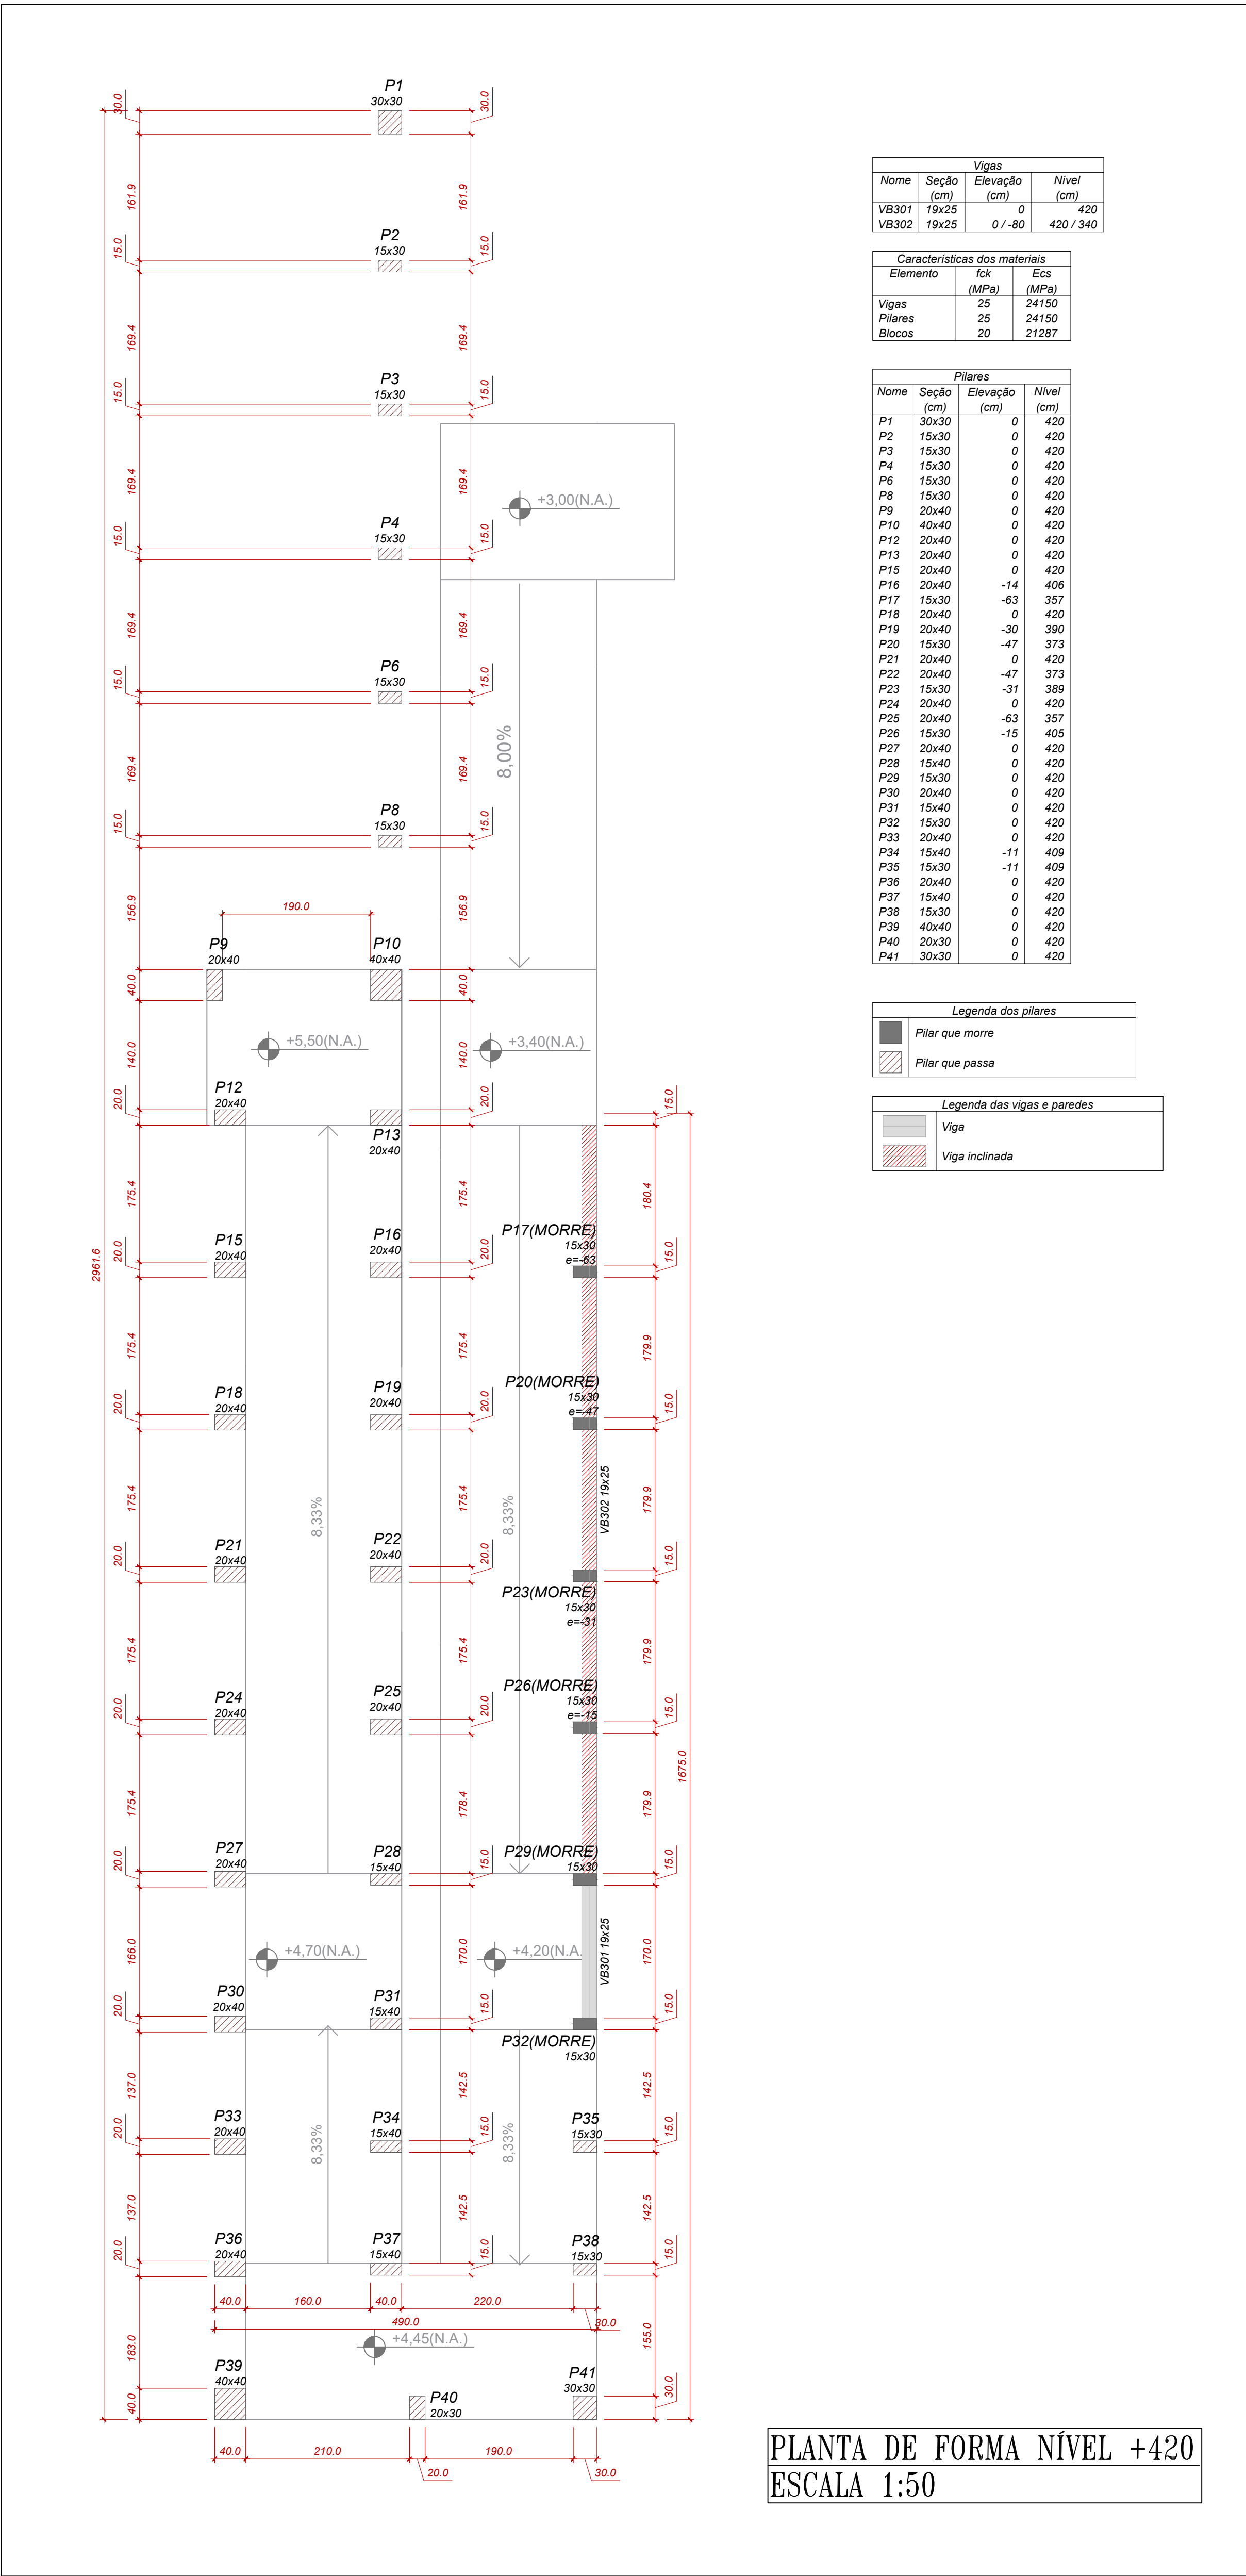 P1
30x30
30.0
30.0
161.9
161.9
P2
15x30
15.0
15.0
169.4
169.4
P3
15x30
15.0
15.0
169.4
169.4
+3,00(N.A.)
P4
15x30
15.0
15.0
169.4
169.4
P6
15x30
15.0
15.0
8,00%
169.4
169.4
P8
15x30
15.0
15.0
156.9
156.9
190.0
P9
20x40
P10
40x40
40.0
40.0
+5,50(N.A.)
+3,40(N.A.)
140.0
140.0
P12
20x40
20.0
20.0
15.0
P13
20x40
175.4
175.4
180.4
2961.6
P15
20x40
P16
20x40
P17(MORRE)
15x30
e=-63
20.0
20.0
15.0
175.4
175.4
179.9
P18
20x40
P19
20x40
P20(MORRE)
15x30
e=-47
20.0
20.0
15.0
175.4
175.4
179.9
8,33%
8,33%
VB302 19x25
P21
20x40
P22
20x40
20.0
20.0
15.0
P23(MORRE)
15x30
e=-31
175.4
175.4
179.9
P24
20x40
P25
20x40
P26(MORRE)
15x30
e=-15
20.0
20.0
15.0
1675.0
175.4
178.4
179.9
P27
20x40
P28
15x40
P29(MORRE)
15x30
20.0
15.0
15.0
+4,70(N.A.)
+4,20(N.A.
VB301 19x25
166.0
170.0
170.0
P30
20x40
P31
15x40
20.0
15.0
15.0
P32(MORRE)
15x30
137.0
142.5
142.5
8,33%
8,33%
P33
20x40
P34
15x40
P35
15x30
20.0
15.0
15.0
137.0
142.5
142.5
P36
20x40
P37
15x40
P38
15x30
20.0
15.0
15.0
40.0
160.0
40.0
220.0
30.0
490.0
+4,45(N.A.)
183.0
155.0
P39
40x40
P40
20x30
P41
30x30
40.0
30.0
40.0
210.0
20.0
190.0
30.0
Vigas
Nome Seção Elevação Nível
(cm) (cm) (cm)
VB301 19x25 0 420
VB302 19x25 0 / -80 420 / 340
Características dos materiais
Elemento fck Ecs
(MPa) (MPa)
Vigas 25 24150
Pilares 25 24150
Blocos 20 21287
Pilares
Nome Seção Elevação Nível
(cm) (cm) (cm)
P1 30x30 0 420
P2 15x30 0 420
P3 15x30 0 420
P4 15x30 0 420
P6 15x30 0 420
P8 15x30 0 420
P9 20x40 0 420
P10 40x40 0 420
P12 20x40 0 420
P13 20x40 0 420
P15 20x40 0 420
P16 20x40 -14 406
P17 15x30 -63 357
P18 20x40 0 420
P19 20x40 -30 390
P20 15x30 -47 373
P21 20x40 0 420
P22 20x40 -47 373
P23 15x30 -31 389
P24 20x40 0 420
P25 20x40 -63 357
P26 15x30 -15 405
P27 20x40 0 420
P28 15x40 0 420
P29 15x30 0 420
P30 20x40 0 420
P31 15x40 0 420
P32 15x30 0 420
P33 20x40 0 420
P34 15x40 -11 409
P35 15x30 -11 409
P36 20x40 0 420
P37 15x40 0 420
P38 15x30 0 420
P39 40x40 0 420
P40 20x30 0 420
P41 30x30 0 420
Legenda dos pilares
Pilar que morre
Pilar que passa
Legenda das vigas e paredes
Viga
Viga inclinada
PLANTA DE FORMA NÍVEL +420
ESCALA 1:50